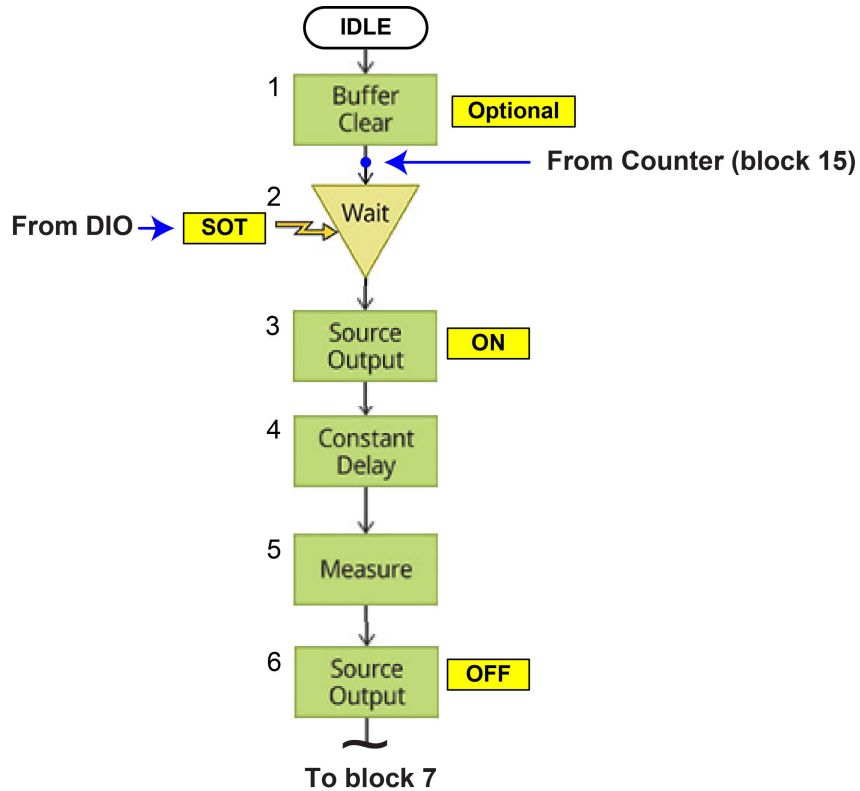 IDLE
1
Buffer
Clear
Optional
From Counter (block 15)
2
Wait
From DIO
SOT
3
Source
Output
ON
4
Constant
Delay
5
Measure
6
Source
Output
OFF
To block 7